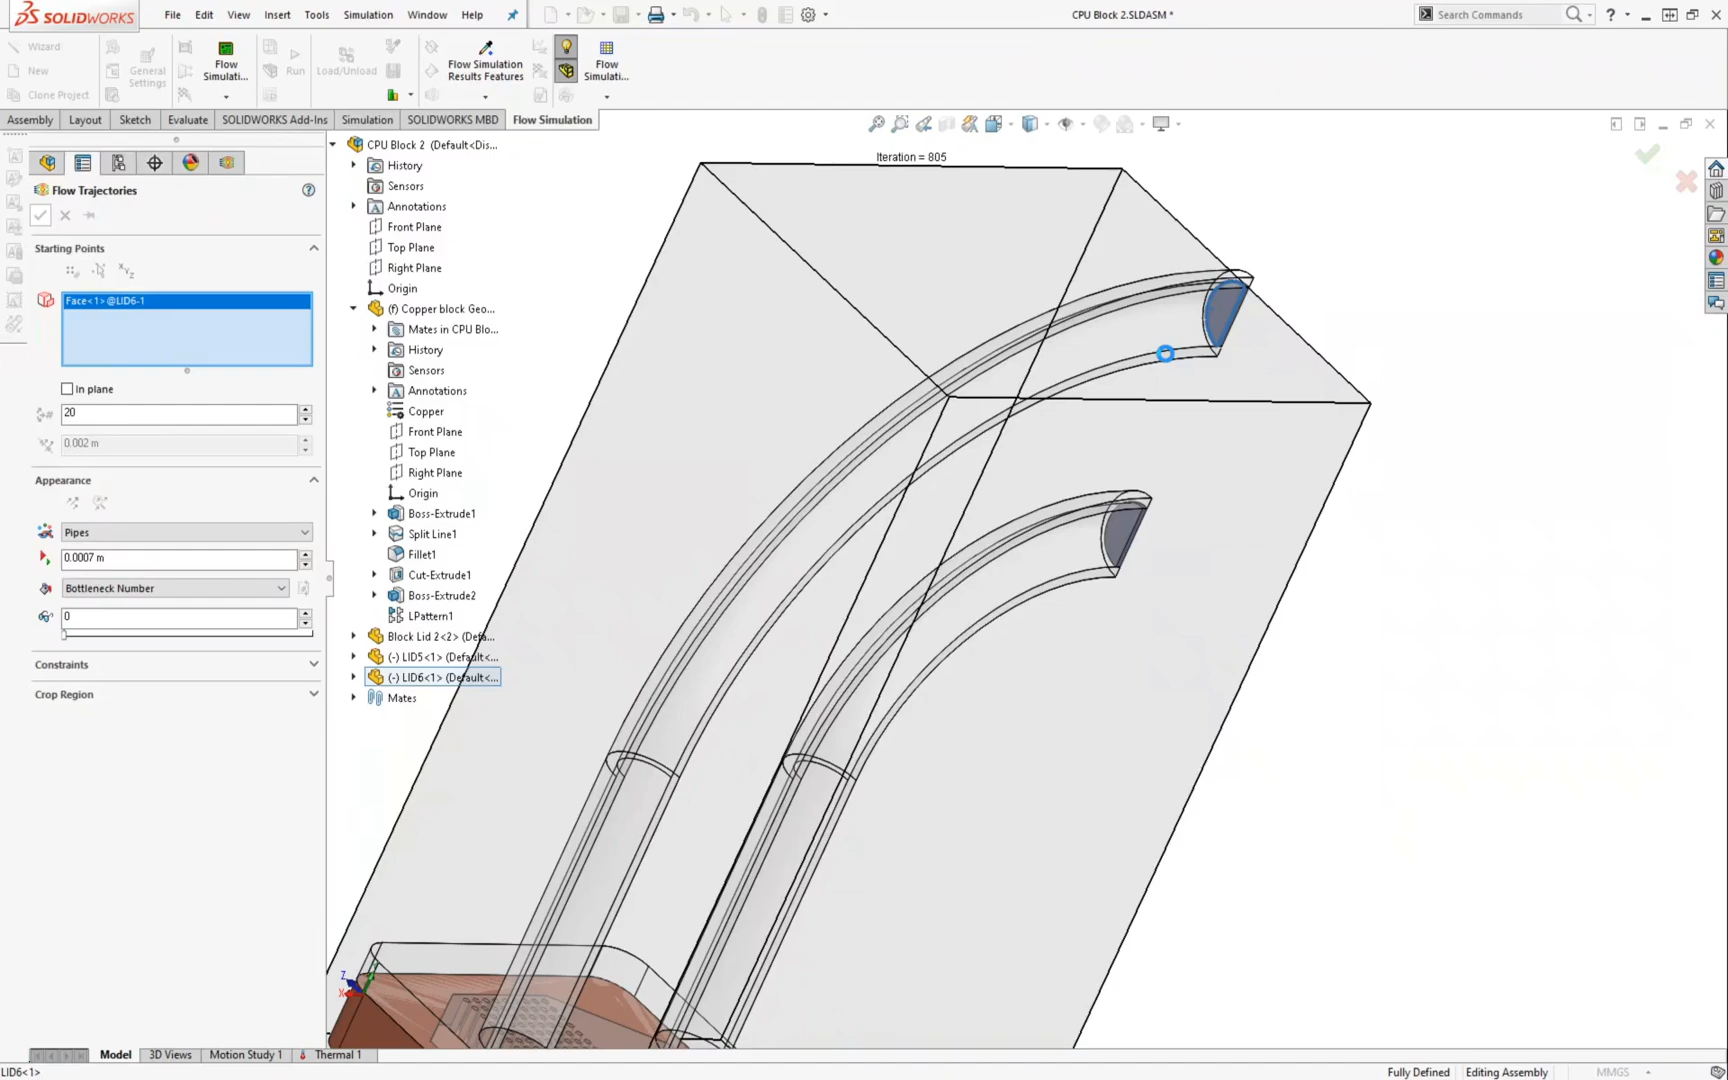 SOLIDWORKS
File Edit View Insert Tools Simulation Window Help
CPU Block 2.SLDASM *
Search Commands
Wizard
New
Clone Project
General Settings
Flow Simulati...
Run
Load/Unload
Flow Simulation Results Features
Flow Simulati...
Assembly Layout Sketch Evaluate SOLIDWORKS Add-Ins Simulation SOLIDWORKS MBD Flow Simulation
Flow Trajectories
Starting Points
Face<1>@LID6-1
In plane
20
0.002 m
Appearance
Pipes
0.0007 m
Bottleneck Number
0
Constraints
Crop Region
CPU Block 2 (Default<Dis...
History
Sensors
Annotations
Front Plane
Top Plane
Right Plane
Origin
(f) Copper block Geo...
Mates in CPU Blo...
History
Sensors
Annotations
Copper
Front Plane
Top Plane
Right Plane
Origin
Boss-Extrude1
Split Line1
Fillet1
Cut-Extrude1
Boss-Extrude2
LPattern1
Block Lid 2<2> (Defa...
(-) LID5<1> (Default<...
(-) LID6<1> (Default<...
Mates
Iteration = 805
Z
X
Model 3D Views Motion Study 1 Thermal 1
LID6<1>
Fully Defined Editing Assembly MMGS